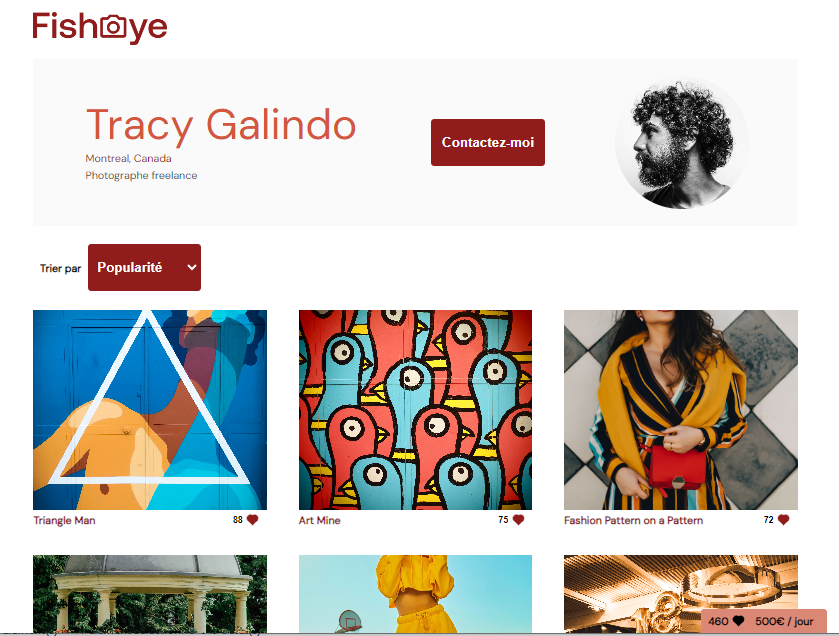 Fisheye
Tracy Galindo
Contactez-moi
Montreal, Canada
Photographe freelance
Trier par
Popularité
Triangle Man
88
Art Mine
75
Fashion Pattern on a Pattern
72
460
500€ / jour